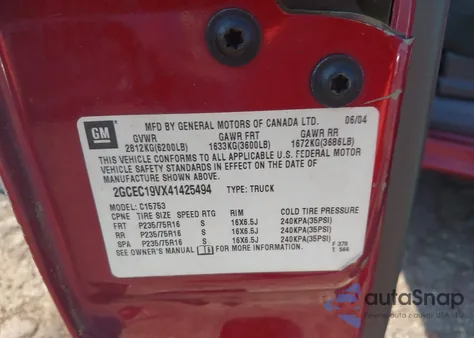 GM
MFD BY GENERAL MOTORS OF CANADA LTD. 06/04
GVWR GAWR FRT GAWR RR
2812KG(6200LB) 1633KG(3600LB) 1672KG(3686LB)
THIS VEHICLE CONFORMS TO ALL APPLICABLE U.S. FEDERAL MOTOR
VEHICLE SAFETY STANDARDS IN EFFECT ON THE DATE OF
MANUFACTURE SHOWN ABOVE.
2GCEC19VX41425494 TYPE: TRUCK
MODEL: C15753
CPNE TIRE SIZE SPEED RTG RIM COLD TIRE PRESSURE
FRT P235/75R16 S 16X6.5J 240KPA(35PSI)
RR P235/75R16 S 16X6.5J 240KPA(35PSI)
SPA P235/75R16 S 16X6.5J 240KPA(35PSI)
SEE OWNER'S MANUAL FOR MORE INFORMATION.
F 378
T: 566
autaSnap